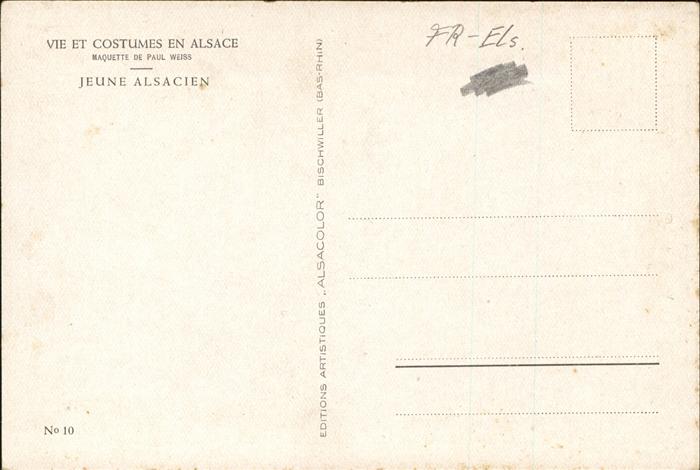 VIE ET COSTUMES EN ALSACE
MAQUETTE DE PAUL WEISS
JEUNE ALSACIEN
No 10
EDITIONS ARTISTIQUES „ALSACOLOR" BISCHWILLER (BAS-RHIN)
FR-Els.